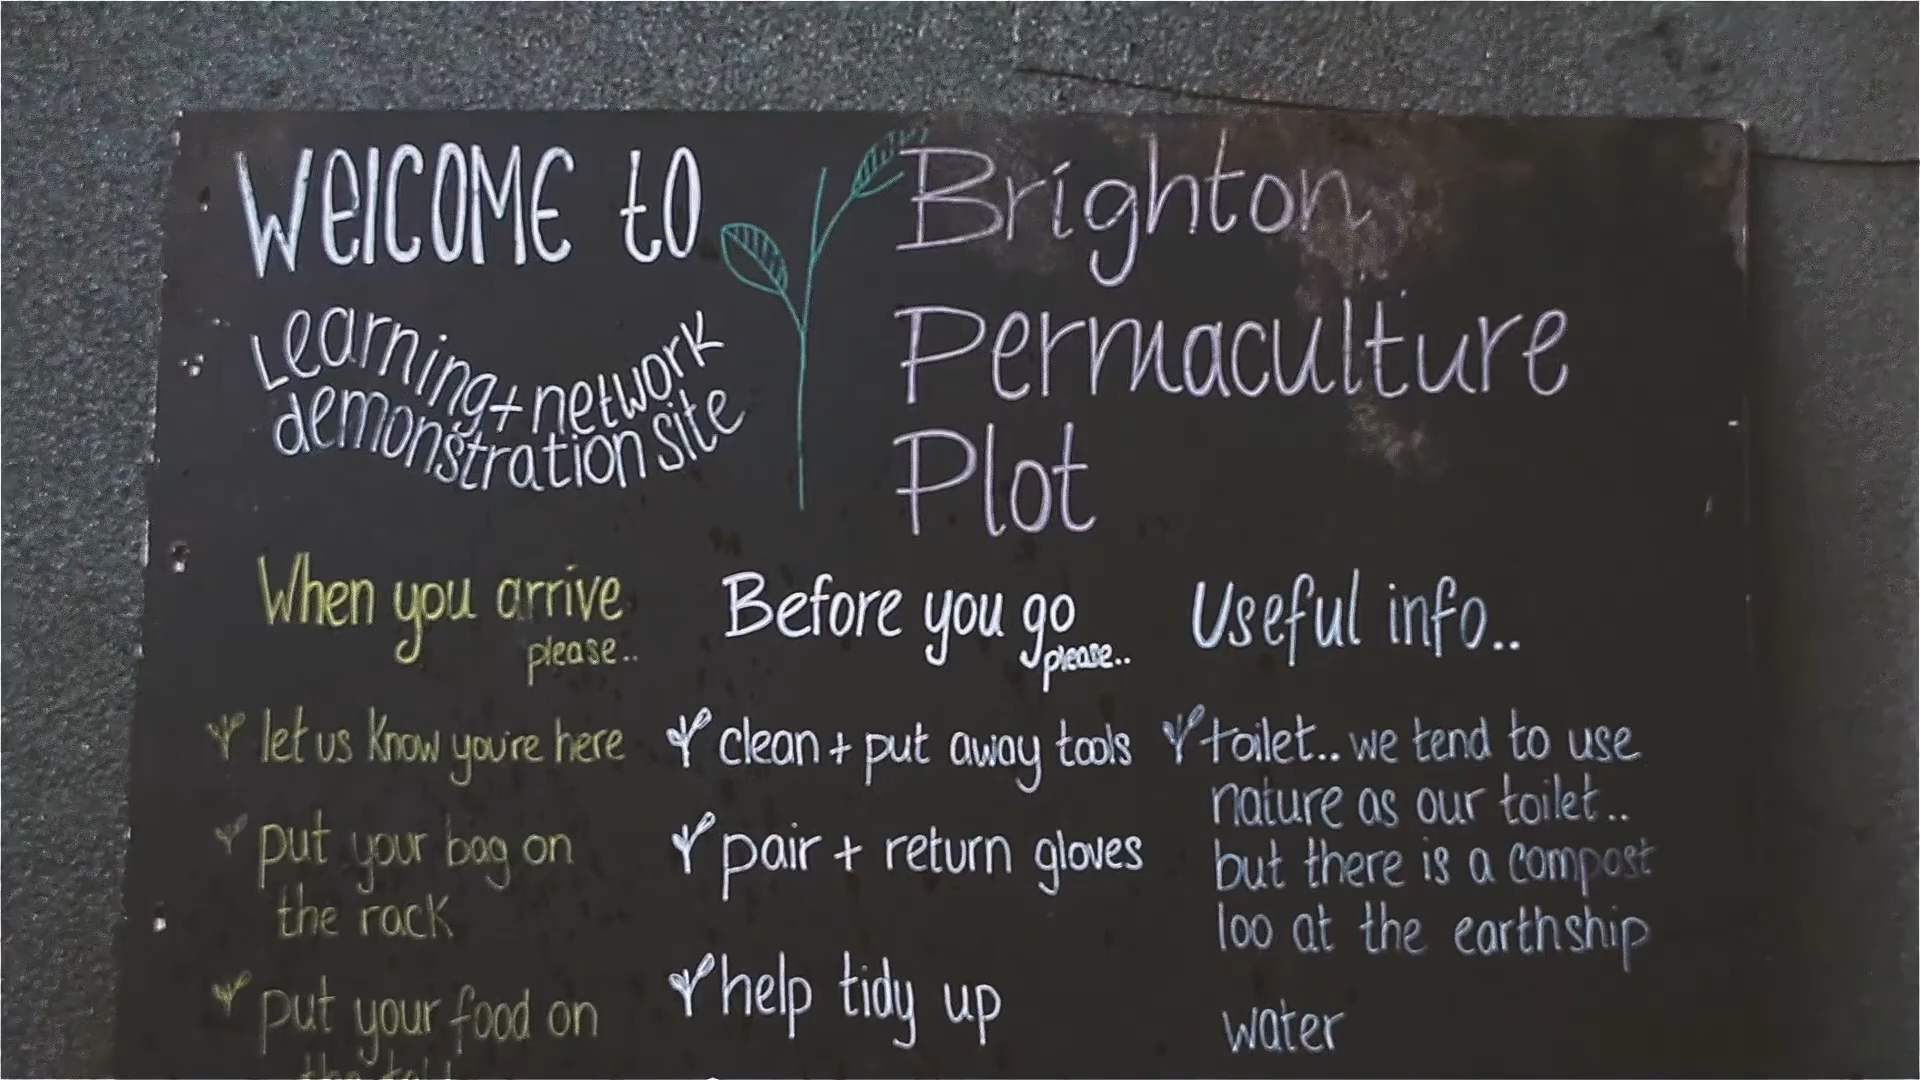 Welcome to
Learning + network
demonstration site
Brighton
Permaculture
Plot
When you arrive
please..
let us know you're here
put your bag on
the rack
put your food on
Before you go
please..
clean + put away tools
pair + return gloves
help tidy up
Useful info..
toilet.. we tend to use
nature as our toilet..
but there is a compost
loo at the earthship
water